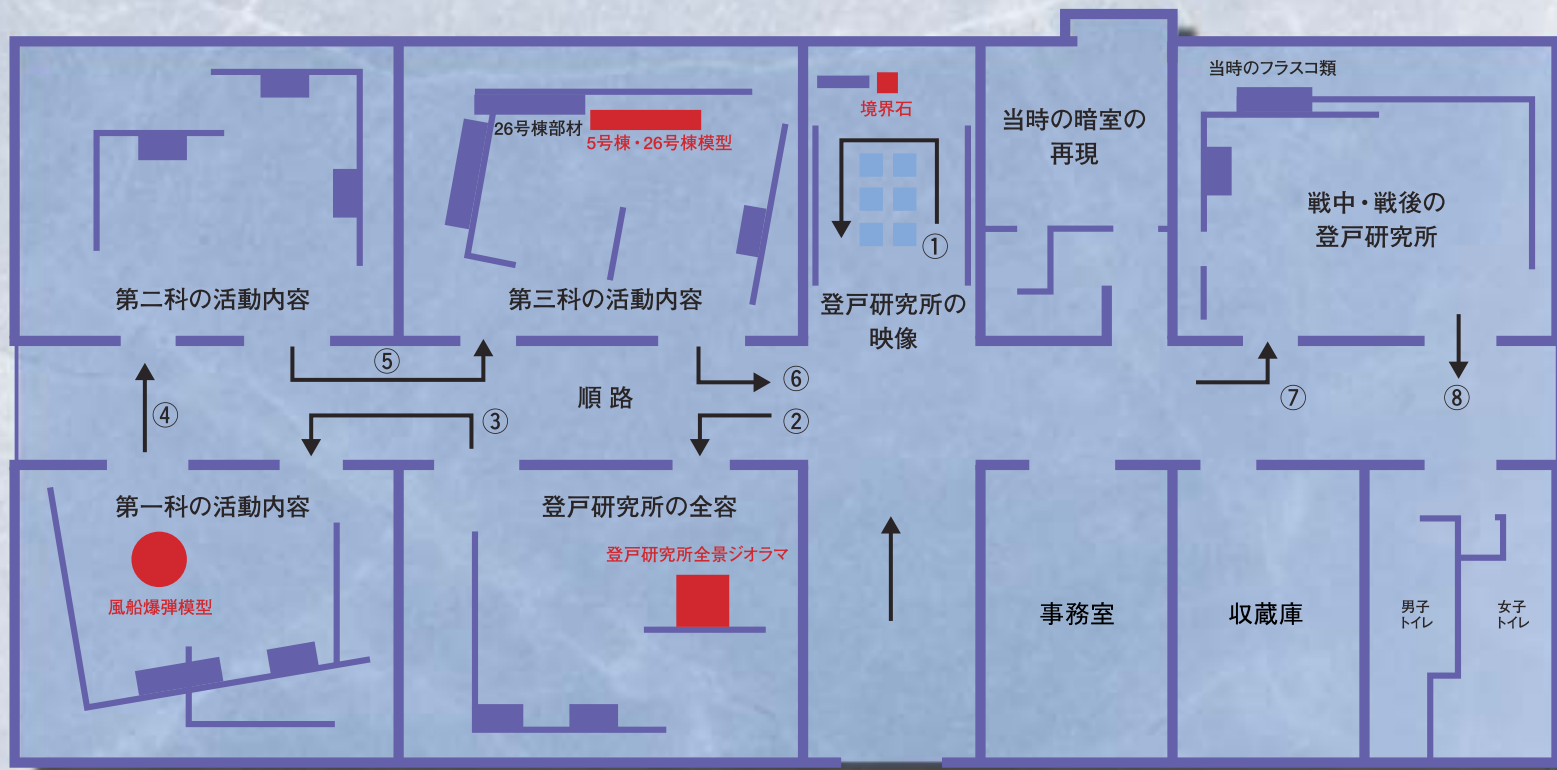 第二科の活動内容
26号棟部材
5号棟・26号棟模型
第三科の活動内容
境界石
①
登戸研究所の
映像
当時の暗室の
再現
当時のフラスコ類
戦中・戦後の
登戸研究所
④
⑤
③
順路
⑥
②
⑦
⑧
第一科の活動内容
風船爆弾模型
登戸研究所の全容
登戸研究所全景ジオラマ
事務室
収蔵庫
男子
トイレ
女子
トイレ